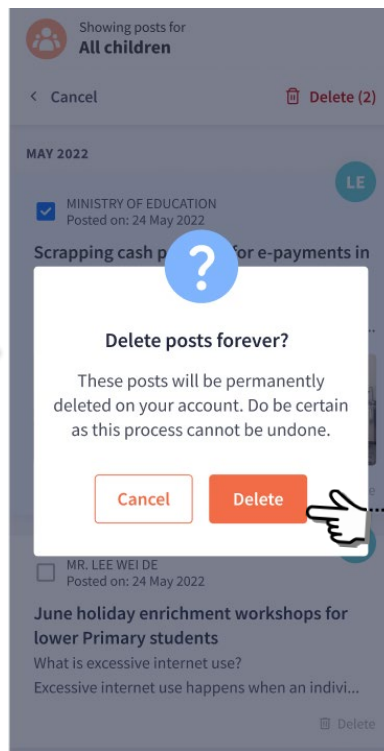 Showing posts for
All children
Cancel
Delete (2)
MAY 2022
LE
MINISTRY OF EDUCATION
Posted on: 24 May 2022
Scrapping cash p for e-payments in
?
Delete posts forever?
These posts will be permanently
deleted on your account. Do be certain
as this process cannot be undone.
Cancel
Delete
MR. LEE WEI DE
Posted on: 24 May 2022
June holiday enrichment workshops for
lower Primary students
What is excessive internet use?
Excessive internet use happens when an indivi...
Delete